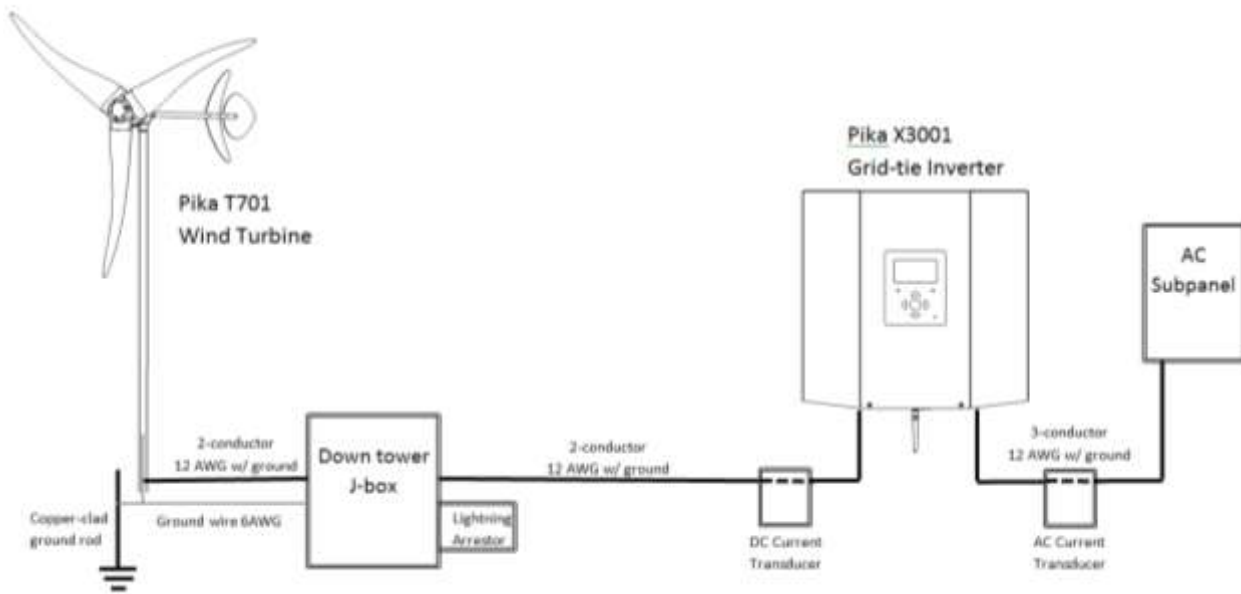 Pika X3001
Grid-tie Inverter
Pika T701
Wind Turbine
AC
Subpanel
2-conductor
12 AWG w/ ground
Down tower
J-box
2-conductor
12 AWG w/ ground
3-conductor
12 AWG w/ ground
Copper-clad
ground rod
Ground wire 6AWG
Lightning
Arrestor
DC Current
Transducer
AC Current
Transducer